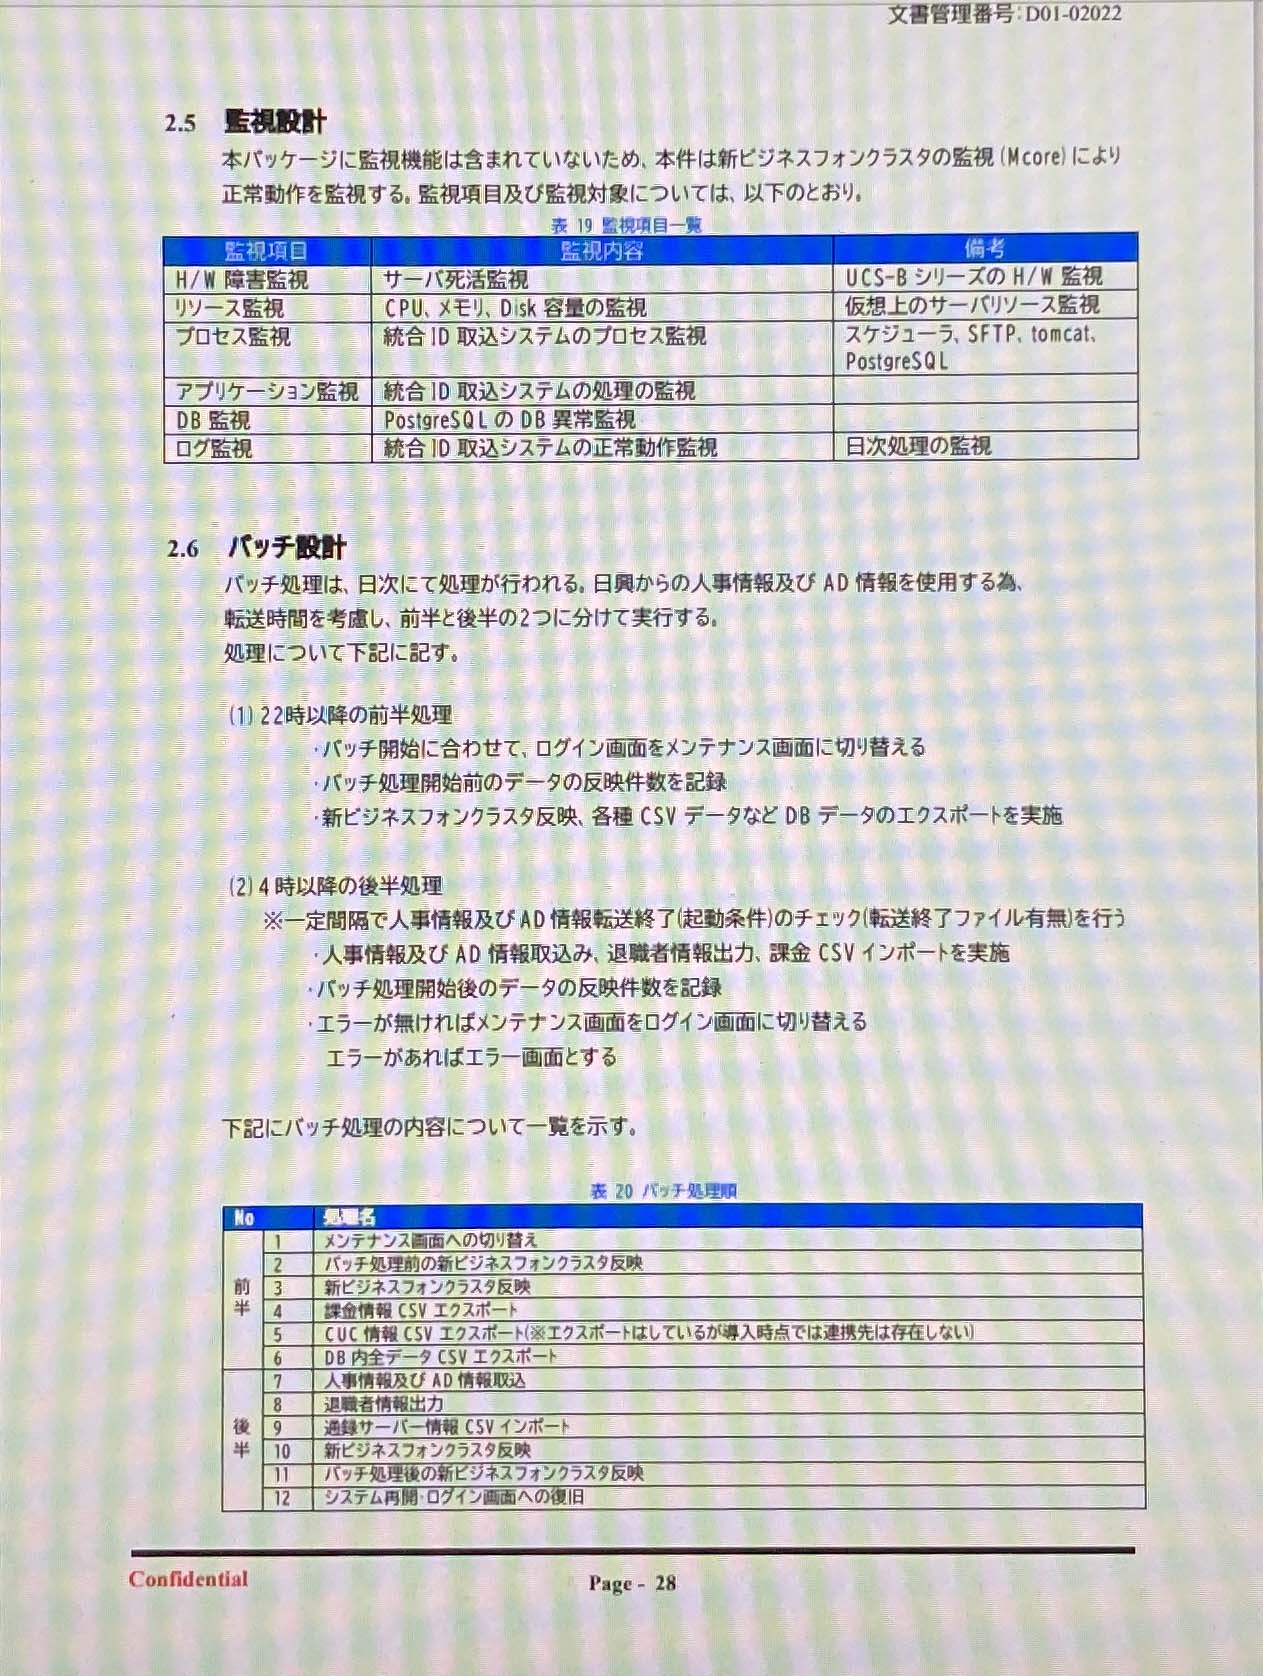 文書管理番号:D01-02022
2.5 監視設計
本パッケージに監視機能は含まれていないため、本件は新ビジネスフォンクラスタの監視(Mcore)により
正常動作を監視する。監視項目及び監視対象については、以下のとおり。
表 19 監視項目一覧
監視項目 監視内容 備考
H/W 障害監視 サーバ死活監視 UCS-B シリーズの H/W 監視
リソース監視 CPU、メモリ、Disk 容量の監視 仮想上のサーバリソース監視
プロセス監視 統合 ID 取込システムのプロセス監視 スケジューラ、SFTP、tomcat、
PostgreSQL
アプリケーション監視 統合 ID 取込システムの処理の監視
DB 監視 PostgreSQL の DB 異常監視
ログ監視 統合 ID 取込システムの正常動作監視 日次処理の監視
2.6 バッチ設計
バッチ処理は、日次にて処理が行われる。日興からの人事情報及び AD 情報を使用する為、
転送時間を考慮し、前半と後半の2つに分けて実行する。
処理について下記に記す。
(1) 22時以降の前半処理
・バッチ開始に合わせて、ログイン画面をメンテナンス画面に切り替える
・バッチ処理開始前のデータの反映件数を記録
・新ビジネスフォンクラスタ反映、各種 CSV データなど DB データのエクスポートを実施
(2) 4 時以降の後半処理
※一定間隔で人事情報及び AD 情報転送終了(起動条件)のチェック(転送終了ファイル有無)を行う
・人事情報及び AD 情報取込み、退職者情報出力、課金 CSV インポートを実施
・バッチ処理開始後のデータの反映件数を記録
・エラーが無ければメンテナンス画面をログイン画面に切り替える
エラーがあればエラー画面とする
下記にバッチ処理の内容について一覧を示す。
表 20 バッチ処理順
No 処理名
前半 1 メンテナンス画面への切り替え
2 バッチ処理前の新ビジネスフォンクラスタ反映
3 新ビジネスフォンクラスタ反映
4 課金情報 CSV エクスポート
5 CUC 情報 CSV エクスポート(※エクスポートはしているが導入時点では連携先は存在しない)
6 DB 内全データ CSV エクスポート
後半 7 人事情報及び AD 情報取込
8 退職者情報出力
9 通録サーバー情報 CSV インポート
10 新ビジネスフォンクラスタ反映
11 バッチ処理後の新ビジネスフォンクラスタ反映
12 システム再開・ログイン画面への復旧
Confidential Page - 28